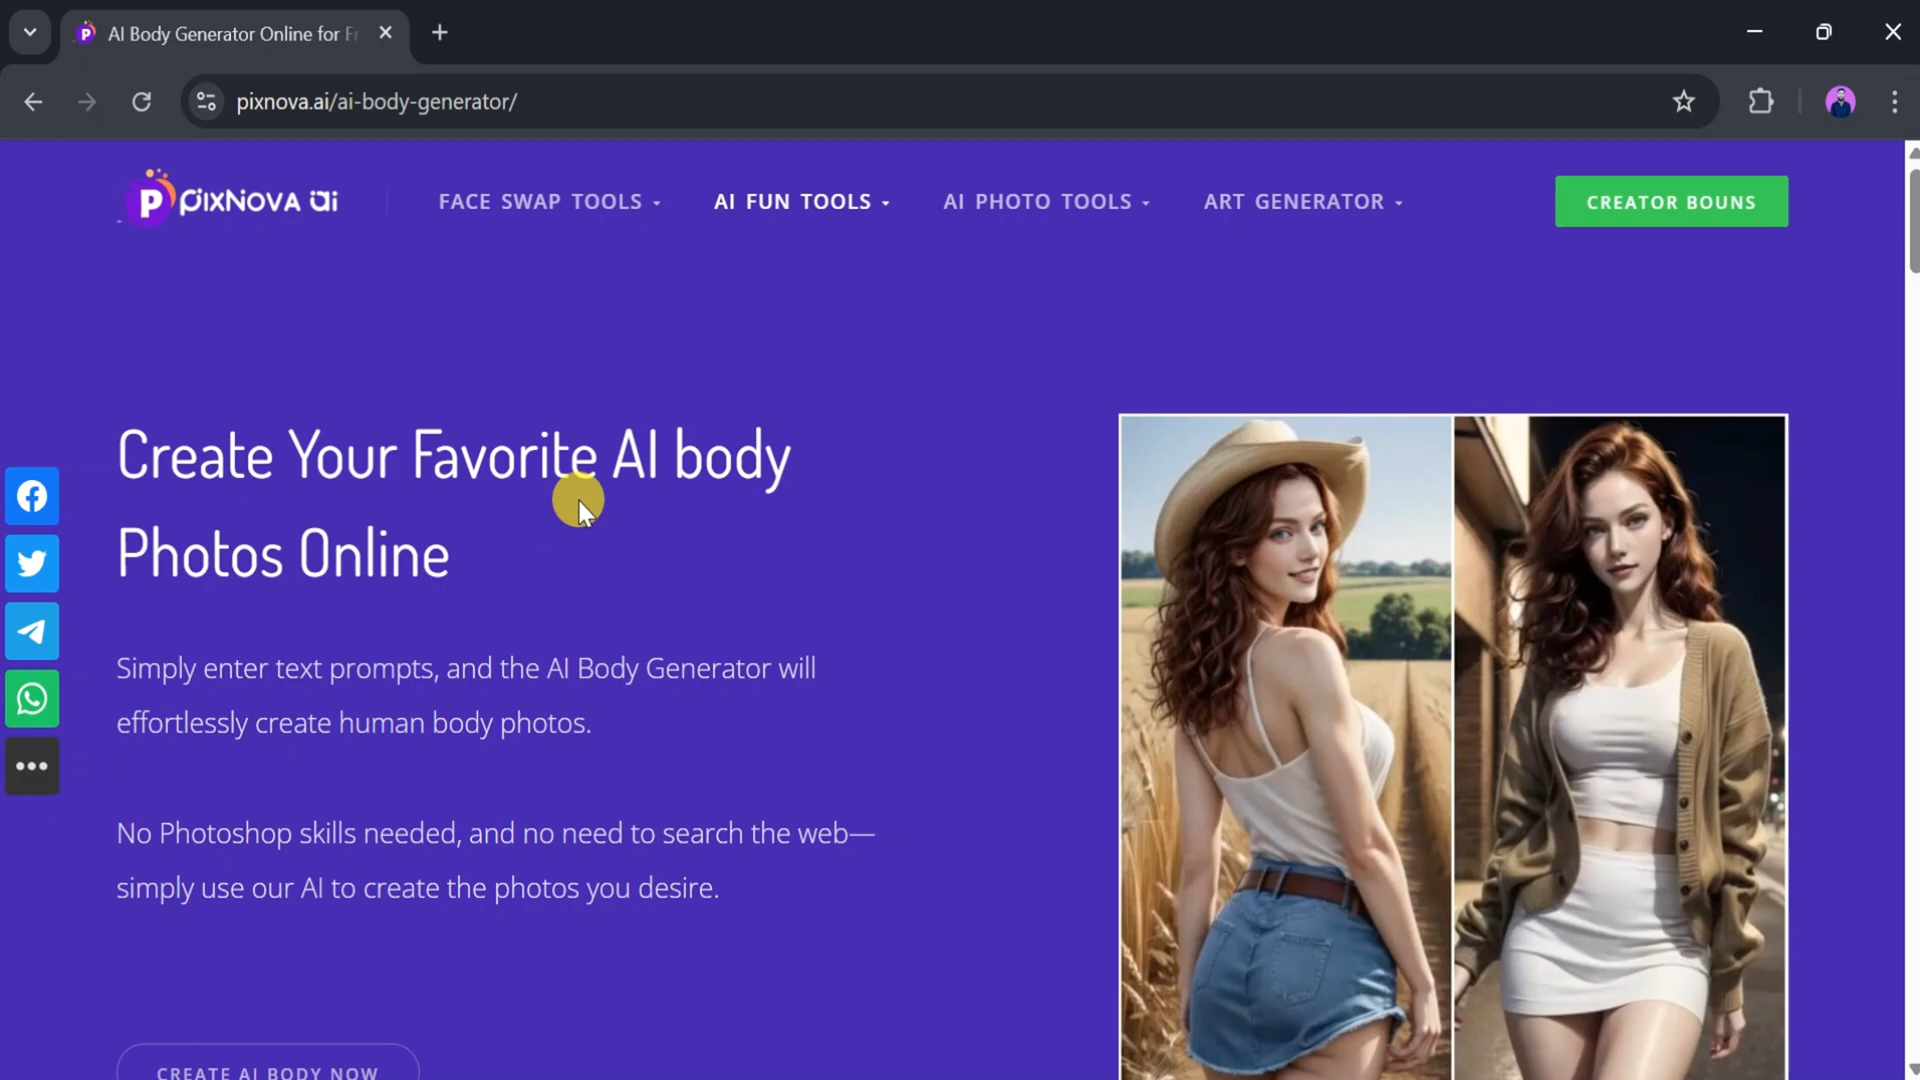 AI Body Generator Online for Fr
pixnova.ai/ai-body-generator/
P PixNova ai
FACE SWAP TOOLS
AI FUN TOOLS
AI PHOTO TOOLS
ART GENERATOR
CREATOR BOUNS
Create Your Favorite AI body
Photos Online
Simply enter text prompts, and the AI Body Generator will
effortlessly create human body photos.
No Photoshop skills needed, and no need to search the web—
simply use our AI to create the photos you desire.
CREATE AI BODY NOW